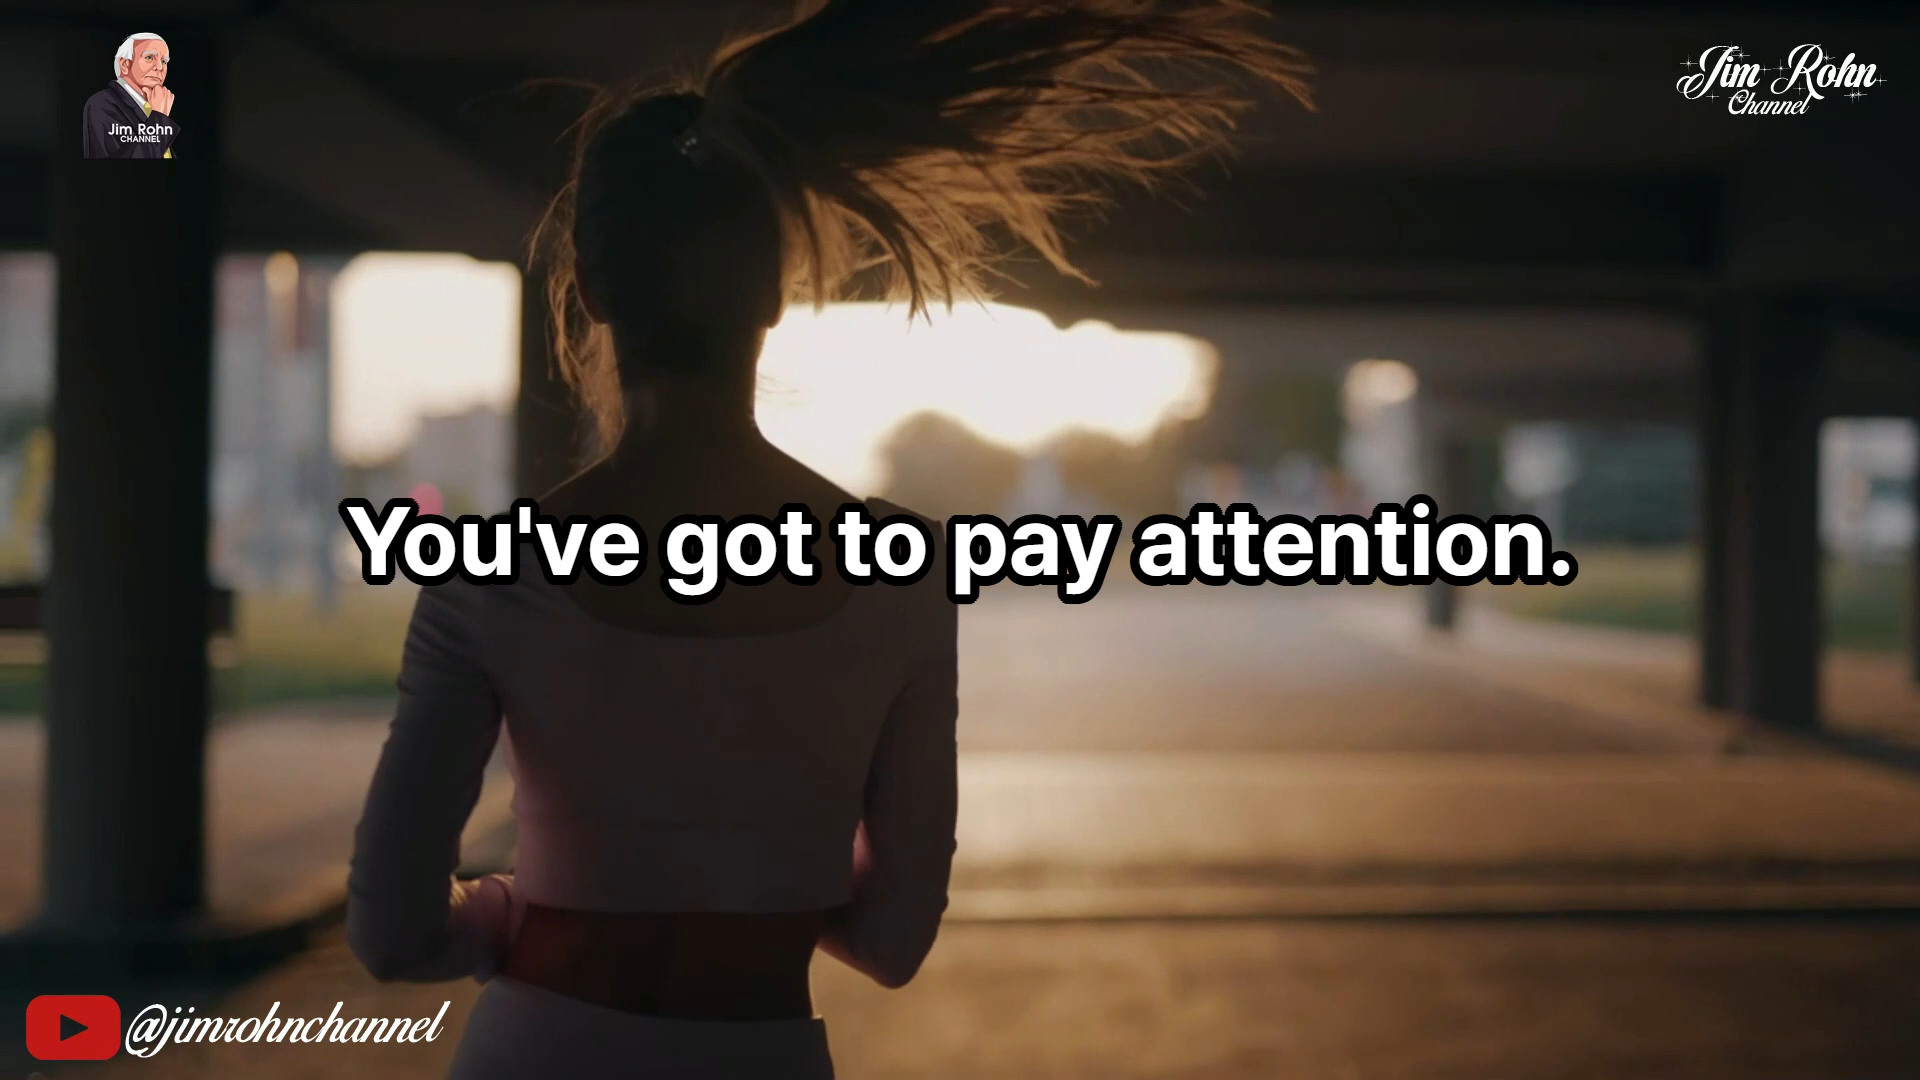 Jim Rohn
CHANNEL
Jim Rohn
Channel
You've got to pay attention.
@jimrohnchannel